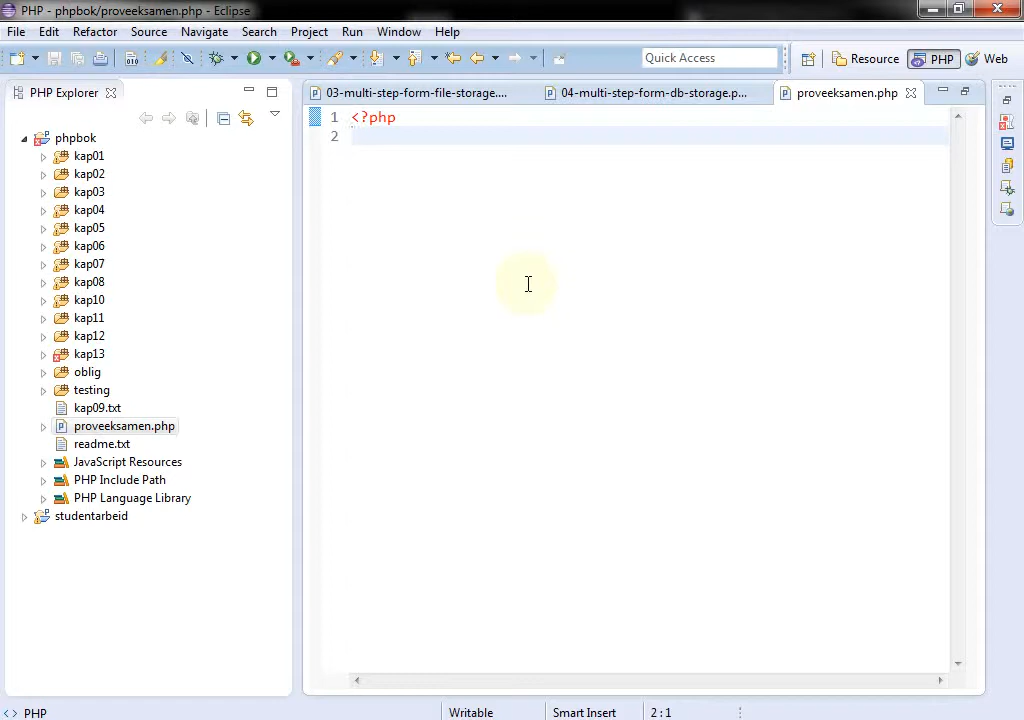 PHP - phpbok/proveeksamen.php - Eclipse
File Edit Refactor Source Navigate Search Project Run Window Help
Quick Access Resource PHP Web
PHP Explorer
03-multi-step-form-file-storage.... 04-multi-step-form-db-storage.p... proveeksamen.php
1 <?php
2
phpbok
kap01
kap02
kap03
kap04
kap05
kap06
kap07
kap08
kap10
kap11
kap12
kap13
oblig
testing
kap09.txt
proveeksamen.php
readme.txt
JavaScript Resources
PHP Include Path
PHP Language Library
studentarbeid
PHP Writable Smart Insert 2 : 1